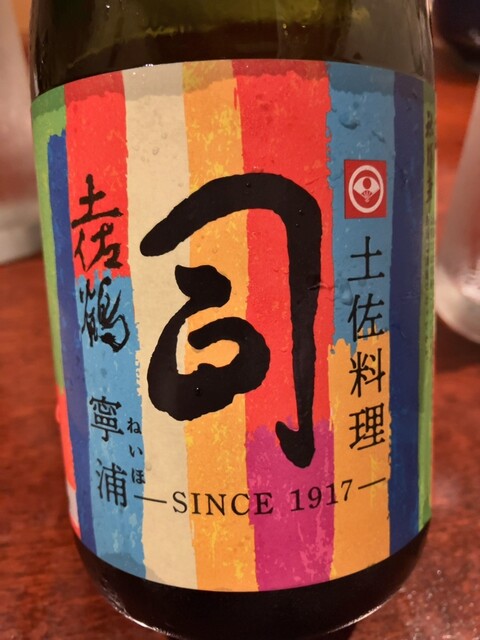 土佐料理
司
土佐鶴
寧浦
ねいほ
SINCE 1917